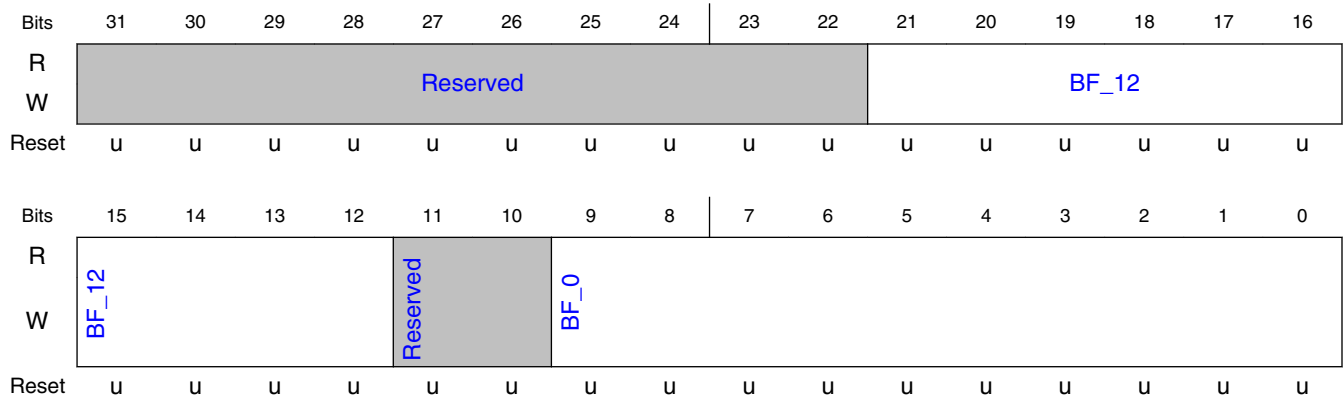 Bits 31 30 29 28 27 26 25 24 23 22 21 20 19 18 17 16
R
Reserved BF_12
W
Reset u u u u u u u u u u u u u u u u
Bits 15 14 13 12 11 10 9 8 7 6 5 4 3 2 1 0
R
BF_12 Reserved BF_0
W
Reset u u u u u u u u u u u u u u u u